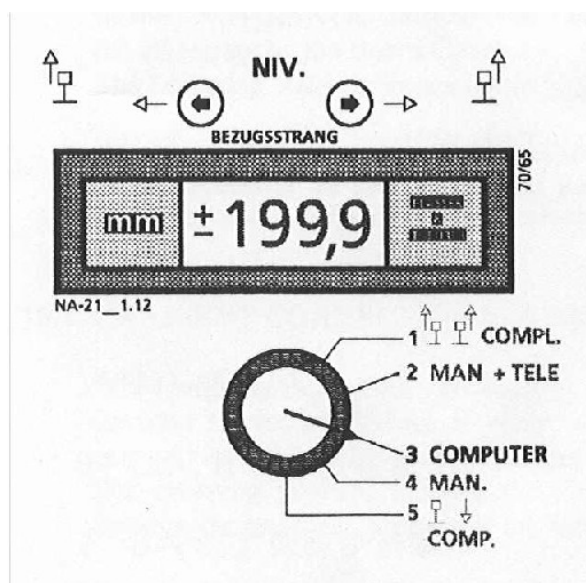 NIV.
BEZUGSSTRANG
70/65
mm
± 199,9
NA-21__1.12
1 COMPL.
2 MAN + TELE
3 COMPUTER
4 MAN.
5
COMP.